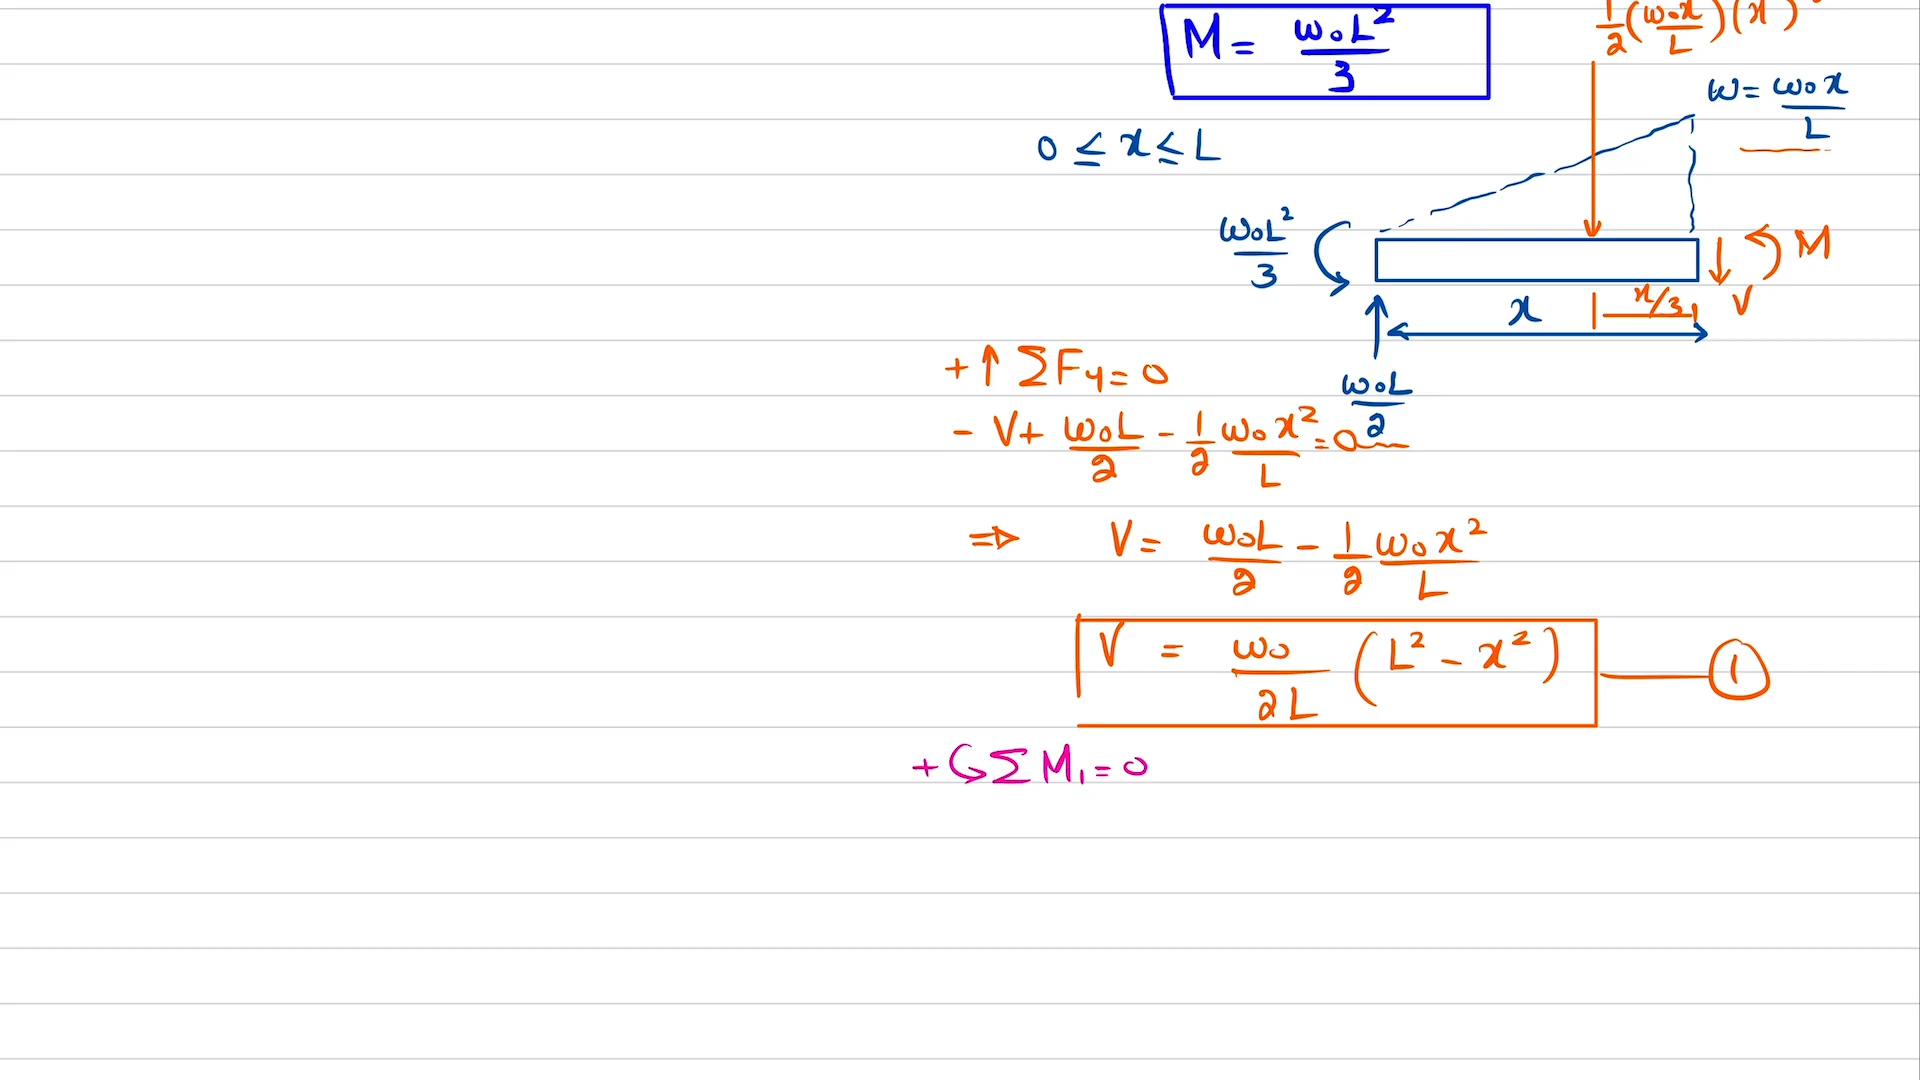 M = w₀L²/3
1/2 (w₀x/L)(x)
w = w₀x/L
0 ≤ x ≤ L
w₀L²/3
M
x
x/3
V
w₀L/2
+↑ ΣFy = 0
- V + w₀L/2 - 1/2 w₀x²/L = 0
⇒ V = w₀L/2 - 1/2 w₀x²/L
V = w₀/2L (L² - x²) ——— ①
+ ↺ ΣM₁ = 0